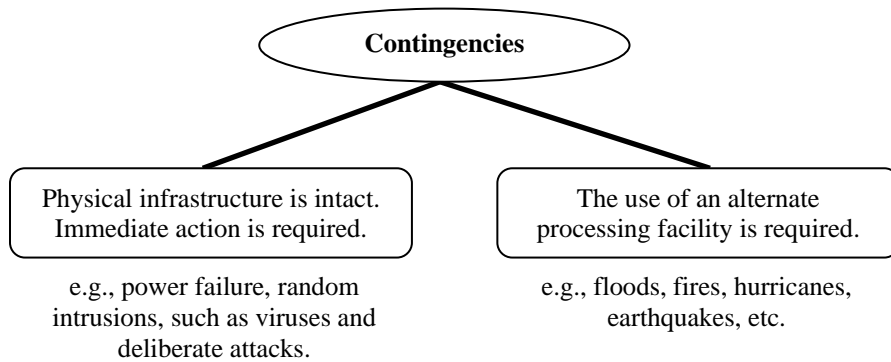 Contingencies
Physical infrastructure is intact.
Immediate action is required.
The use of an alternate
processing facility is required.
e.g., power failure, random
intrusions, such as viruses and
deliberate attacks.
e.g., floods, fires, hurricanes,
earthquakes, etc.